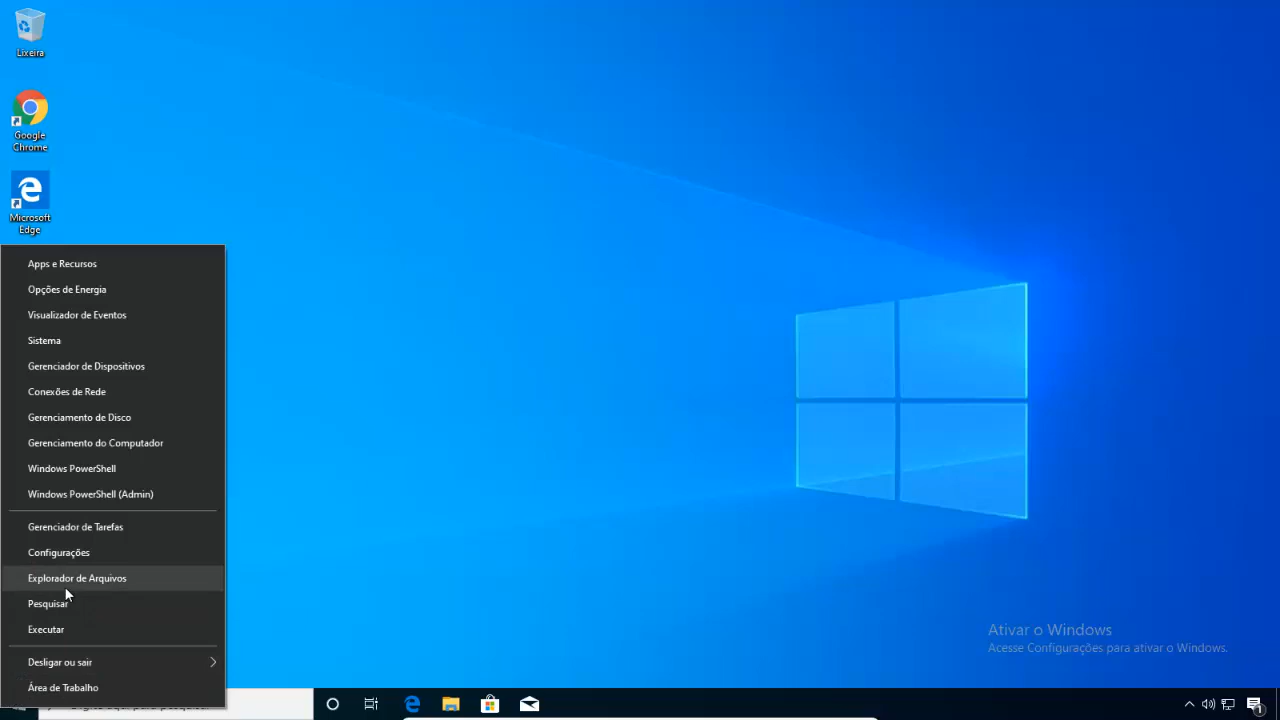 Lixeira
Google
Chrome
Microsoft
Edge
Apps e Recursos
Opções de Energia
Visualizador de Eventos
Sistema
Gerenciador de Dispositivos
Conexões de Rede
Gerenciamento de Disco
Gerenciamento do Computador
Windows PowerShell
Windows PowerShell (Admin)
Gerenciador de Tarefas
Configurações
Explorador de Arquivos
Pesquisar
Executar
Desligar ou sair
Área de Trabalho
Ativar o Windows
Acesse Configurações para ativar o Windows.
1